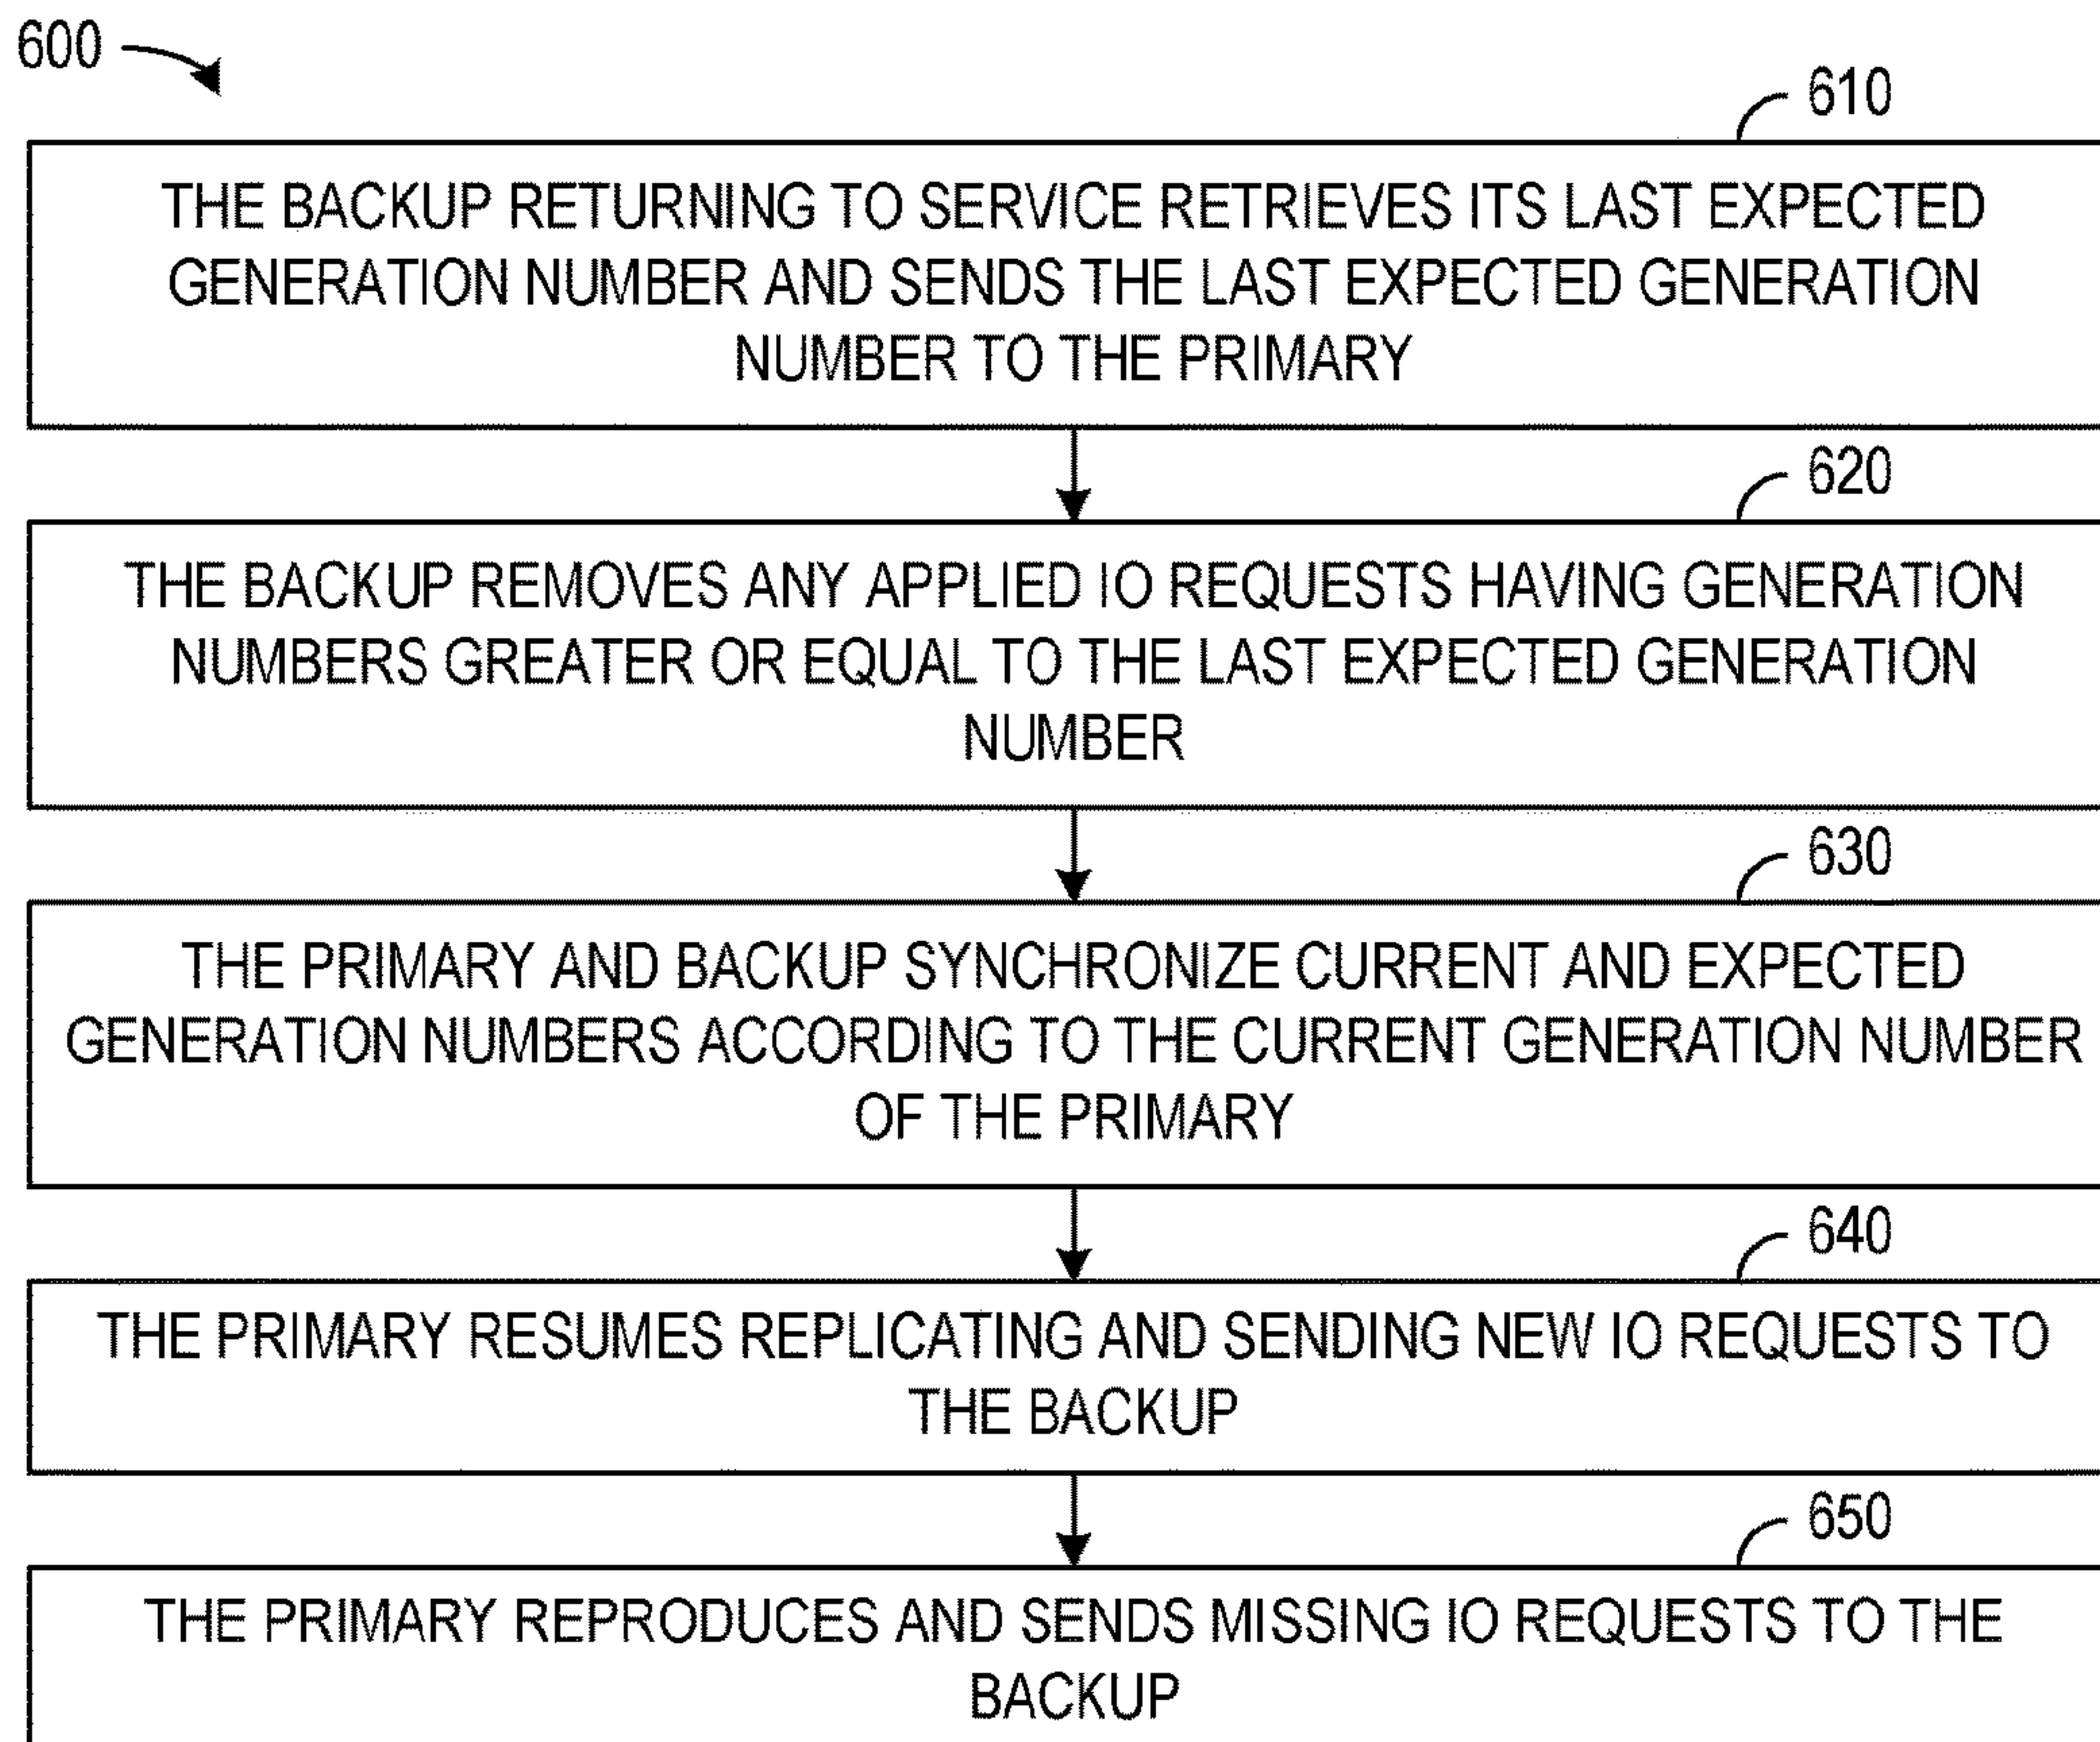 600
610
THE BACKUP RETURNING TO SERVICE RETRIEVES ITS LAST EXPECTED
GENERATION NUMBER AND SENDS THE LAST EXPECTED GENERATION
NUMBER TO THE PRIMARY
620
THE BACKUP REMOVES ANY APPLIED IO REQUESTS HAVING GENERATION
NUMBERS GREATER OR EQUAL TO THE LAST EXPECTED GENERATION
NUMBER
630
THE PRIMARY AND BACKUP SYNCHRONIZE CURRENT AND EXPECTED
GENERATION NUMBERS ACCORDING TO THE CURRENT GENERATION NUMBER
OF THE PRIMARY
640
THE PRIMARY RESUMES REPLICATING AND SENDING NEW IO REQUESTS TO
THE BACKUP
650
THE PRIMARY REPRODUCES AND SENDS MISSING IO REQUESTS TO THE
BACKUP